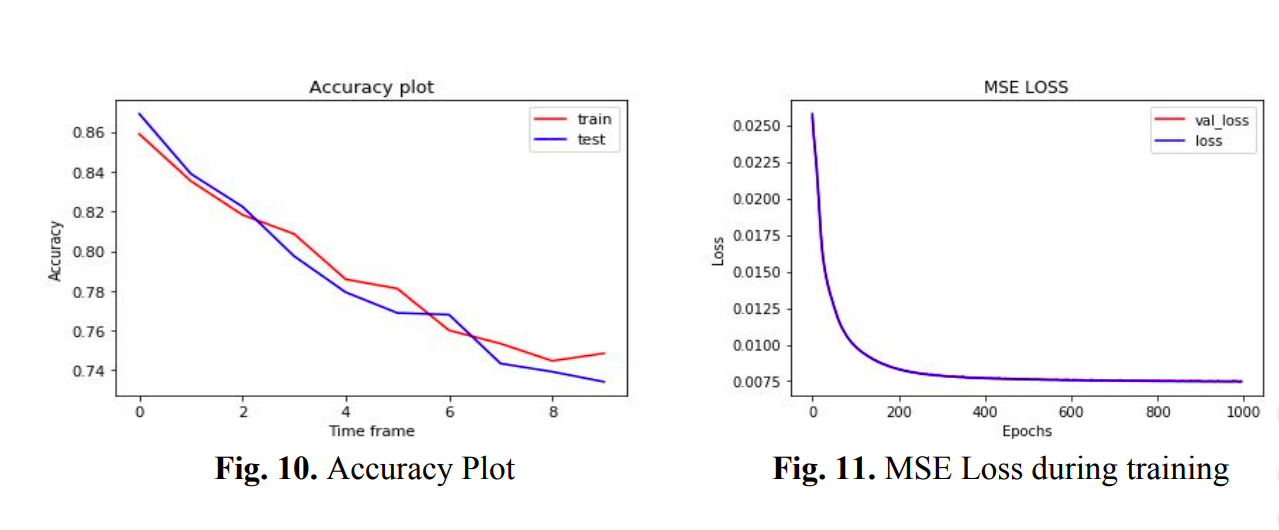 Accuracy plot
train
test
0.86
0.84
0.82
0.80
0.78
0.76
0.74
Accuracy
0 2 4 6 8
Time frame
Fig. 10. Accuracy Plot
MSE LOSS
val_loss
loss
0.0250
0.0225
0.0200
0.0175
0.0150
0.0125
0.0100
0.0075
Loss
0 200 400 600 800 1000
Epochs
Fig. 11. MSE Loss during training